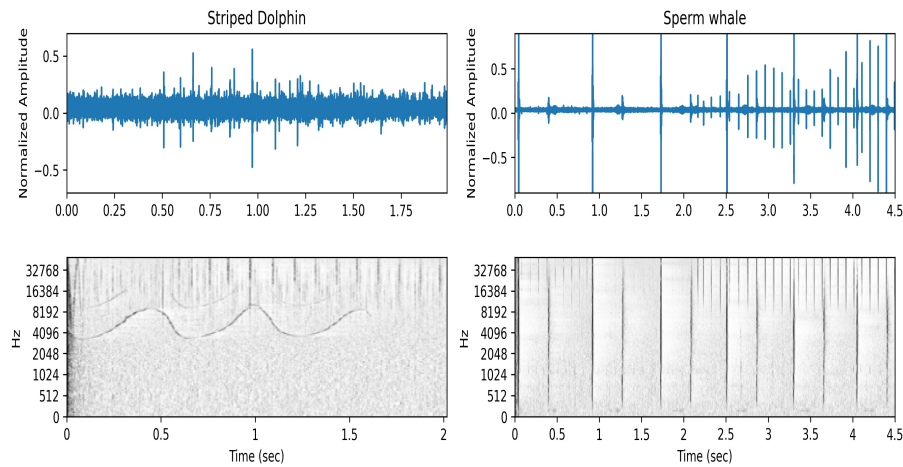 Striped Dolphin
Sperm whale
Normalized Amplitude
0.5
0.0
−0.5
0.00 0.25 0.50 0.75 1.00 1.25 1.50 1.75
Normalized Amplitude
0.5
0.0
−0.5
0.0 0.5 1.0 1.5 2.0 2.5 3.0 3.5 4.0 4.5
Hz
32768
16384
8192
4096
2048
1024
512
0
0 0.5 1 1.5 2
Time (sec)
Hz
32768
16384
8192
4096
2048
1024
512
0
0 0.5 1 1.5 2 2.5 3 3.5 4 4.5
Time (sec)